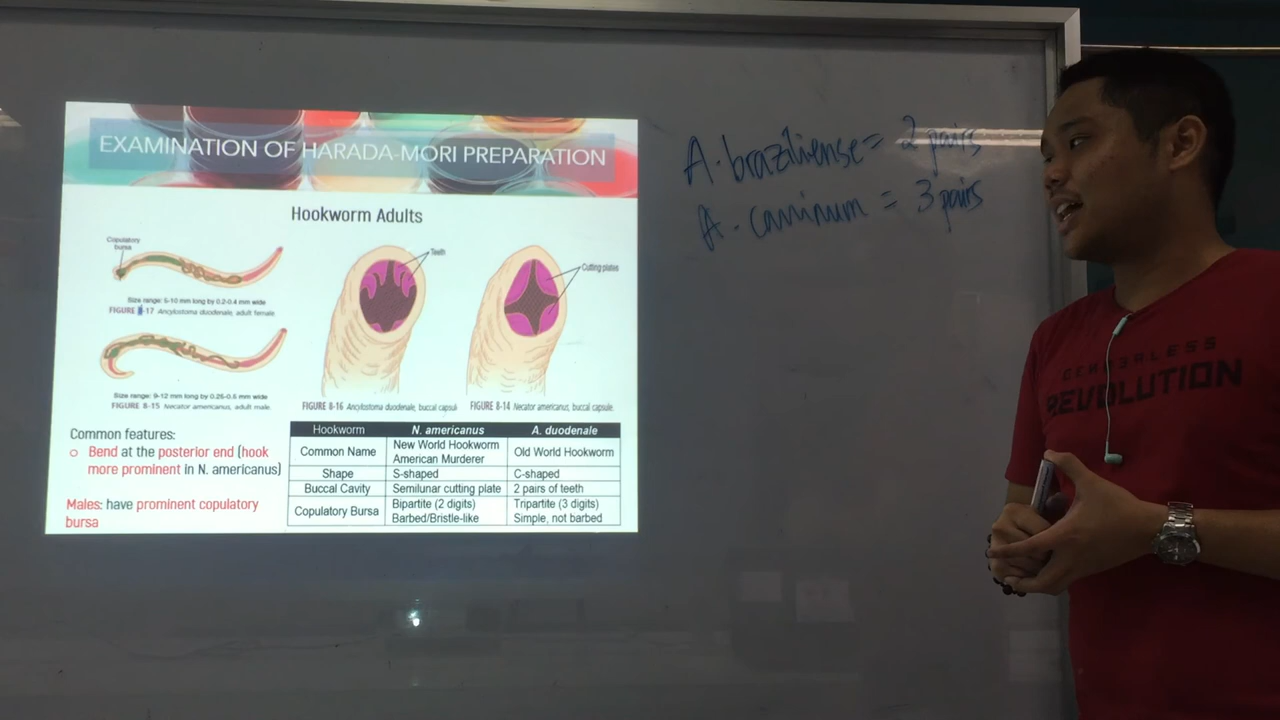 EXAMINATION OF HARADA-MORI PREPARATION
A. braziliense = 2 pairs
A. caninum = 3 pairs
Hookworm Adults
Copulatory
bursa
Size range: 5-10 mm long by 0.2-0.4 mm wide
FIGURE 8-17 Ancylostoma duodenale, adult female.
Size range: 9-12 mm long by 0.25-0.5 mm wide
FIGURE 8-15 Necator americanus, adult male.
Teeth
FIGURE 8-16 Ancylostoma duodenale, buccal capsul
Cutting plates
FIGURE 8-14 Necator americanus, buccal capsule.
Common features:
Bend at the posterior end (hook
more prominent in N. americanus)
Males: have prominent copulatory
bursa
Hookworm N. americanus A. duodenale
Common Name New World Hookworm American Murderer Old World Hookworm
Shape S-shaped C-shaped
Buccal Cavity Semilunar cutting plate 2 pairs of teeth
Copulatory Bursa Bipartite (2 digits) Barbed/Bristle-like Tripartite (3 digits) Simple, not barbed
REVOLUTION